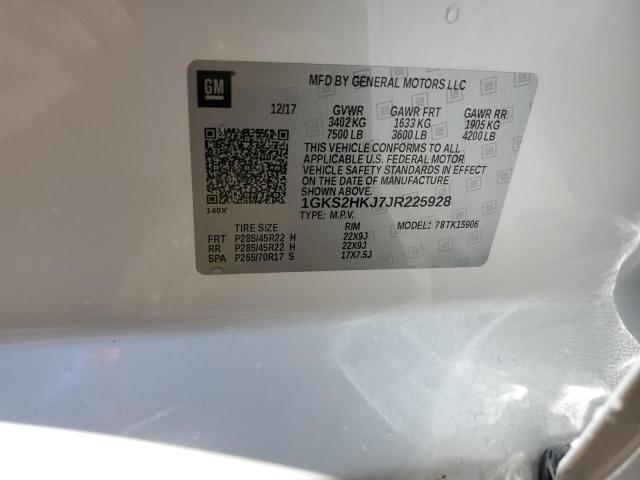 GM
MFD BY GENERAL MOTORS LLC
12/17 GVWR GAWR FRT GAWR RR
3402 KG 1633 KG 1905 KG
7500 LB 3600 LB 4200 LB
THIS VEHICLE CONFORMS TO ALL
APPLICABLE U.S. FEDERAL MOTOR
VEHICLE SAFETY STANDARDS IN EFFECT
ON THE DATE OF MANUFACTURE
SHOWN ABOVE.
140X
1GKS2HKJ7JR225928
TYPE: M.P.V. MODEL: 78TK15906
TIRE SIZE RIM
FRT P285/45R22 H 22X9J
RR P285/45R22 H 22X9J
SPA P265/70R17 S 17X7.5J